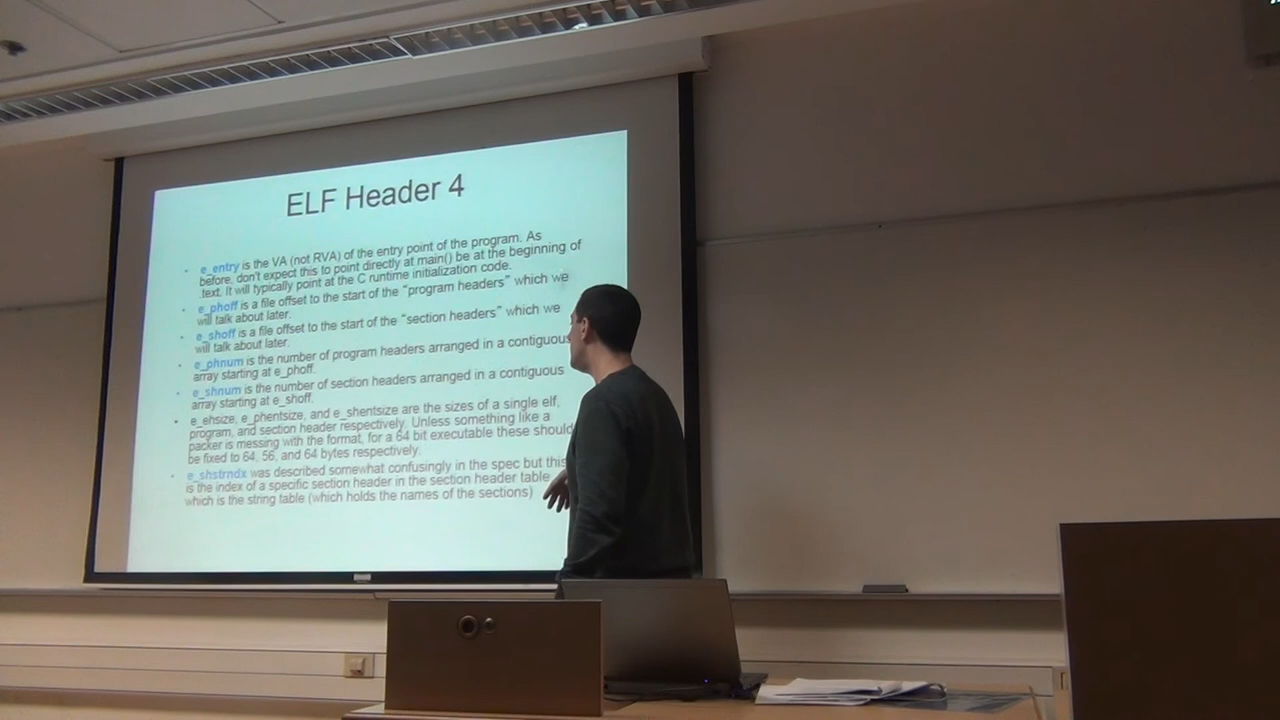 ELF Header 4
• e_entry is the VA (not RVA) of the entry point of the program. As
before, don't expect this to point directly at main() be at the beginning of
.text. It will typically point at the C runtime initialization code.
• e_phoff is a file offset to the start of the "program headers" which we
will talk about later.
• e_shoff is a file offset to the start of the "section headers" which we
will talk about later.
• e_phnum is the number of program headers arranged in a contiguous
array starting at e_phoff.
• e_shnum is the number of section headers arranged in a contiguous
array starting at e_shoff.
• e_ehsize, e_phentsize, and e_shentsize are the sizes of a single elf,
program, and section header respectively. Unless something like a
packer is messing with the format, for a 64 bit executable these should
be fixed to 64, 56, and 64 bytes respectively.
• e_shstrndx was described somewhat confusingly in the spec but this
is the index of a specific section header in the section header table
which is the string table (which holds the names of the sections)